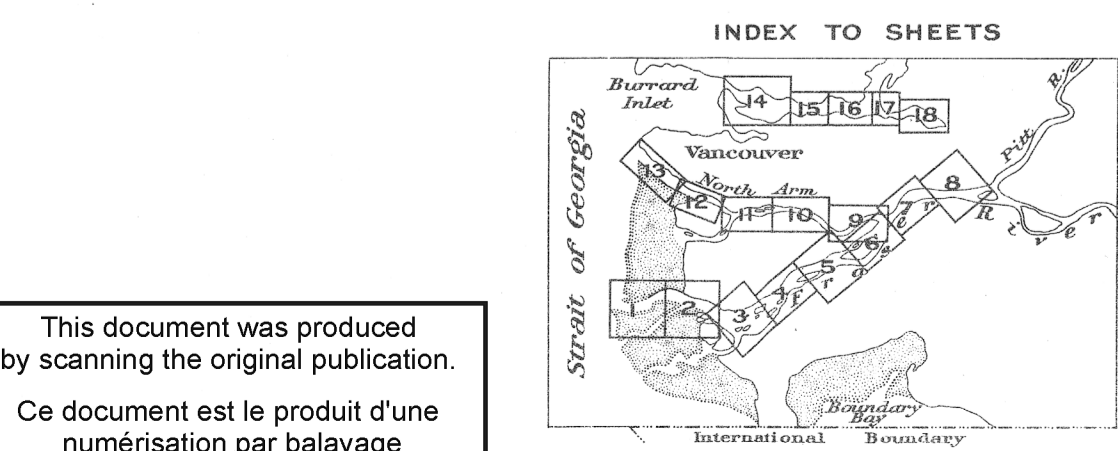 INDEX TO SHEETS
Burrard
Inlet
14
15
16
17
18
Pitt R.
Vancouver
Strait of Georgia
13
North Arm
12
11
10
9
8
7
6
5
4
3
2
1
Fraser River
Boundary
Bay
International Boundary
This document was produced
by scanning the original publication.
Ce document est le produit d'une
numérisation par balayage